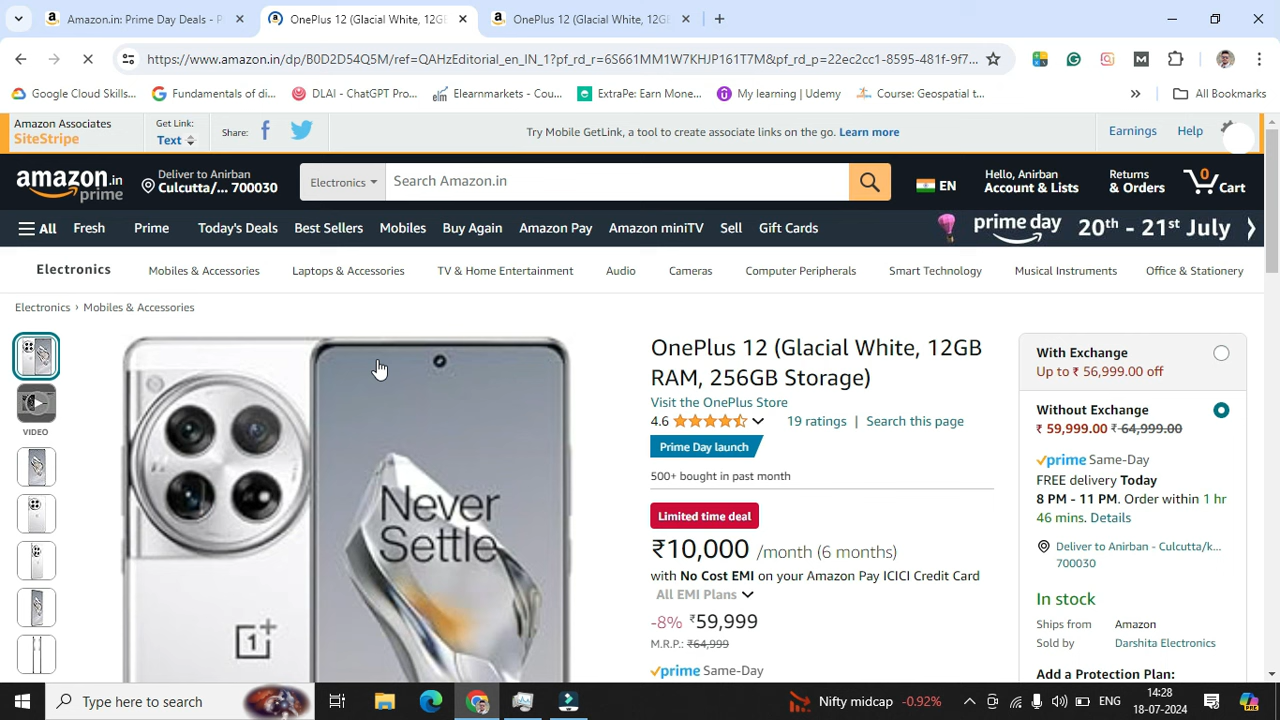 Amazon.in: Prime Day Deals - P
OnePlus 12 (Glacial White, 12G
OnePlus 12 (Glacial White, 12G
https://www.amazon.in/dp/B0D2D54Q5M/ref=QAHzEditorial_en_IN_1?pf_rd_r=6S661MM1W7KHJP161T7M&pf_rd_p=22ec2cc1-8595-481f-9f7...
Google Cloud Skills...
Fundamentals of di...
DLAI - ChatGPT Pro...
Elearnmarkets - Cou...
ExtraPe: Earn Mone...
My learning | Udemy
Course: Geospatial t...
All Bookmarks
Amazon Associates
SiteStripe
Get Link:
Text
Share:
Try Mobile GetLink, a tool to create associate links on the go. Learn more
Earnings
Help
amazon.in
prime
Deliver to Anirban
Culcutta/... 700030
Electronics
Search Amazon.in
EN
Hello, Anirban
Account & Lists
Returns
& Orders
0
Cart
All
Fresh
Prime
Today's Deals
Best Sellers
Mobiles
Buy Again
Amazon Pay
Amazon miniTV
Sell
Gift Cards
prime day
20th - 21st July
Electronics
Mobiles & Accessories
Laptops & Accessories
TV & Home Entertainment
Audio
Cameras
Computer Peripherals
Smart Technology
Musical Instruments
Office & Stationery
Electronics › Mobiles & Accessories
VIDEO
Never
Settle
OnePlus 12 (Glacial White, 12GB
RAM, 256GB Storage)
Visit the OnePlus Store
4.6
19 ratings | Search this page
Prime Day launch
500+ bought in past month
Limited time deal
₹10,000 /month (6 months)
with No Cost EMI on your Amazon Pay ICICI Credit Card
All EMI Plans
-8% ₹59,999
M.R.P.: ₹64,999
prime Same-Day
With Exchange
Up to ₹ 56,999.00 off
Without Exchange
₹ 59,999.00 ₹ 64,999.00
prime Same-Day
FREE delivery Today
8 PM - 11 PM. Order within 1 hr
46 mins. Details
Deliver to Anirban - Culcutta/k...
700030
In stock
Ships from Amazon
Sold by Darshita Electronics
Add a Protection Plan:
Type here to search
Nifty midcap -0.92%
ENG
14:28
18-07-2024